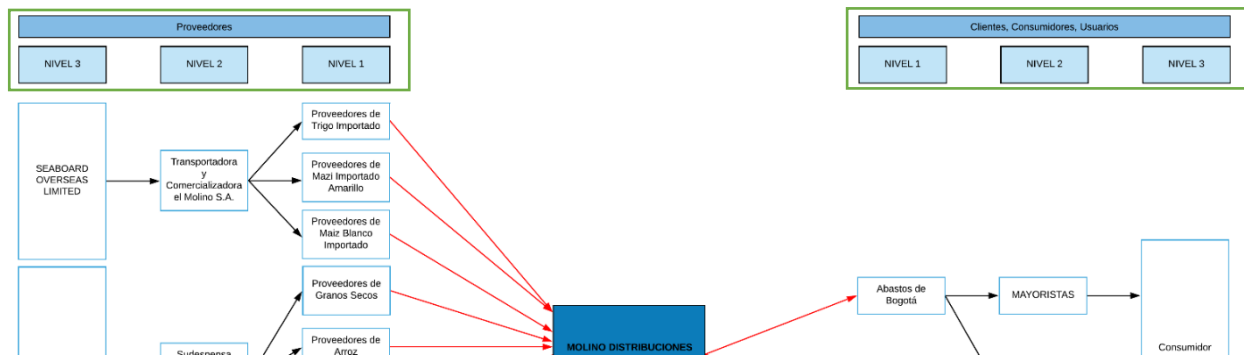 Proveedores
Clientes, Consumidores, Usuarios
NIVEL 3
NIVEL 2
NIVEL 1
NIVEL 1
NIVEL 2
NIVEL 3
SEABOARD
OVERSEAS
LIMITED
Transportadora
y
Comercializadora
el Molino S.A.
Proveedores de
Trigo Importado
Proveedores de
Mazi Importado
Amarillo
Proveedores de
Maiz Blanco
Importado
Proveedores de
Granos Secos
Proveedores de
Arroz
Sudespensa
MOLINO DISTRIBUCIONES
Abastos de
Bogotá
MAYORISTAS
Consumidor